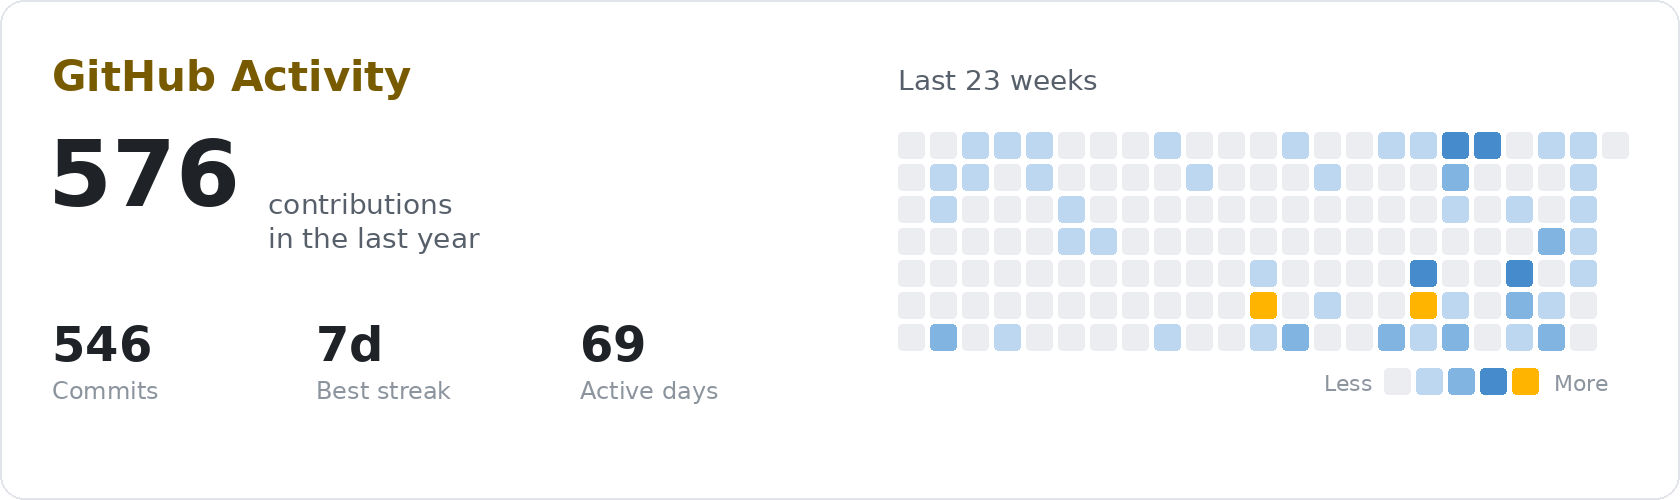 GitHub Activity
576
contributions
in the last year
546
Commits
7d
Best streak
69
Active days
Last 23 weeks
Less
More